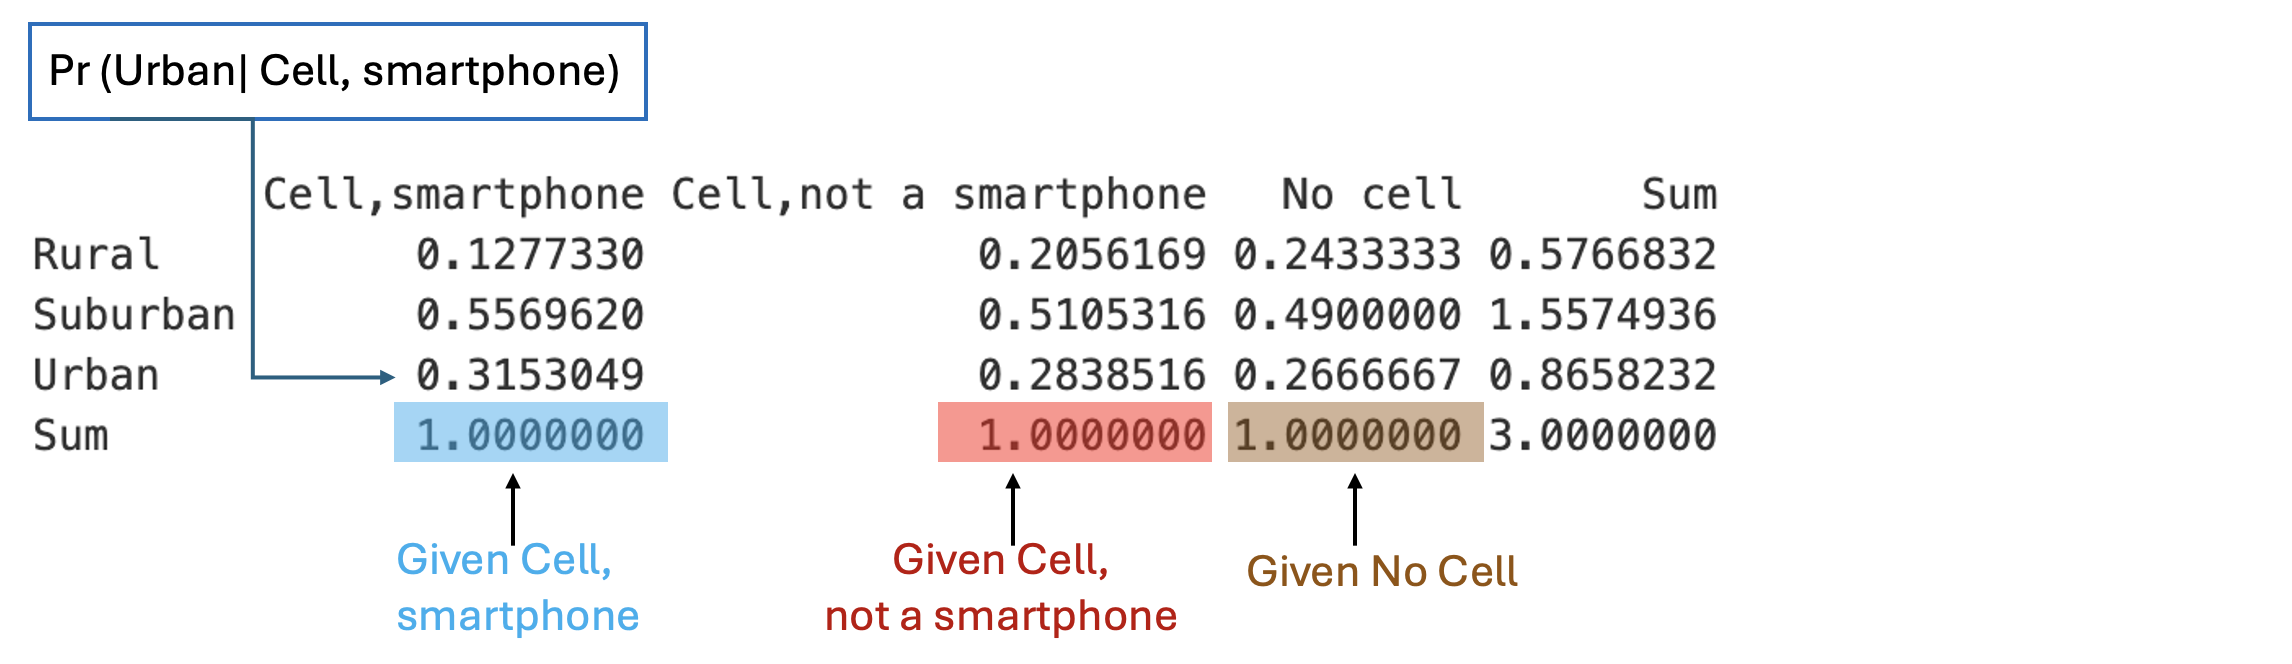 Pr (Urban| Cell, smartphone)
Cell,smartphone Cell,not a smartphone No cell Sum
Rural 0.1277330 0.2056169 0.2433333 0.5766832
Suburban 0.5569620 0.5105316 0.4900000 1.5574936
Urban 0.3153049 0.2838516 0.2666667 0.8658232
Sum 1.0000000 1.0000000 1.0000000 3.0000000
Given Cell,
smartphone
Given Cell,
not a smartphone
Given No Cell